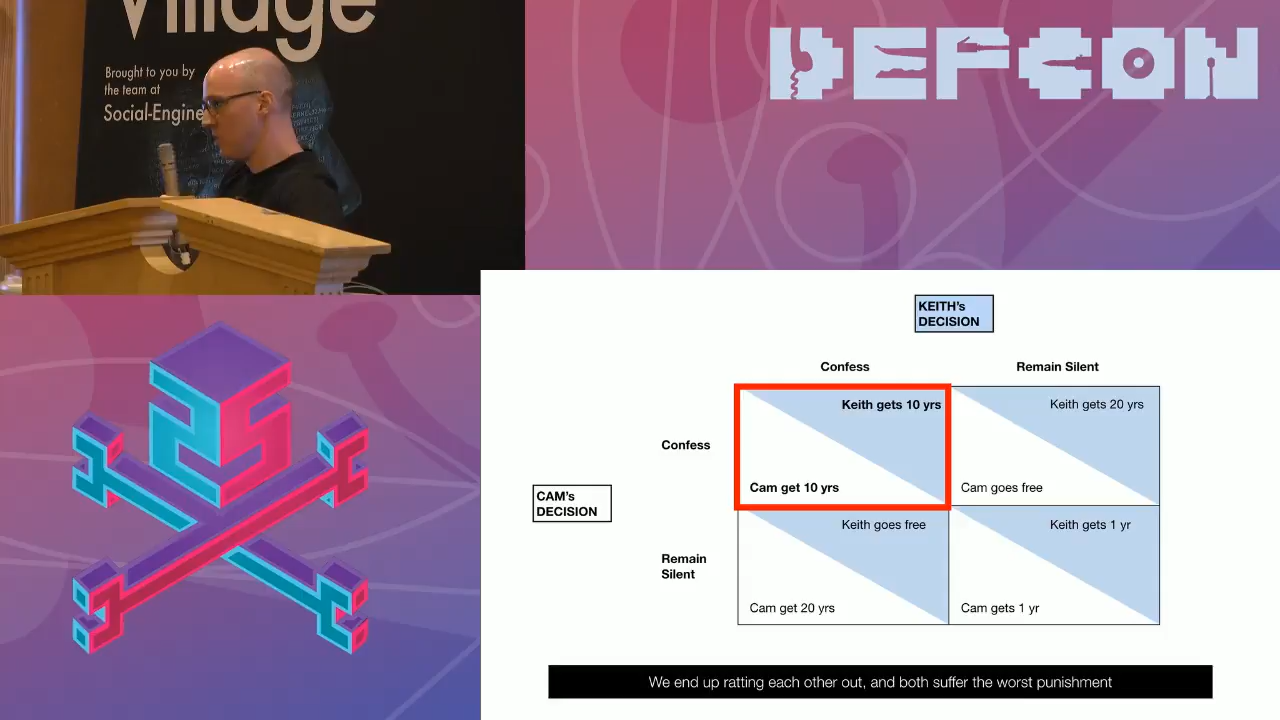 Village
Brought to you by
the team at
Social-Engine
DEFCON
KEITH's
DECISION
Confess
Remain Silent
Keith gets 10 yrs
Keith gets 20 yrs
Confess
Cam get 10 yrs
Cam goes free
CAM's
DECISION
Keith goes free
Keith gets 1 yr
Remain
Silent
Cam get 20 yrs
Cam gets 1 yr
We end up ratting each other out, and both suffer the worst punishment